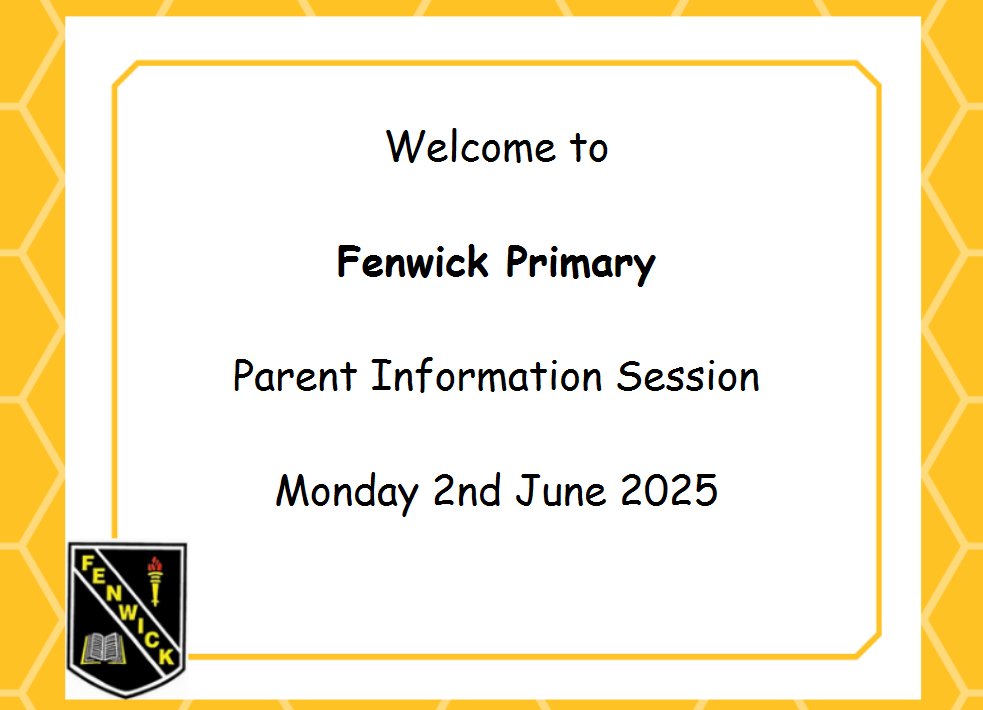 Welcome to
Fenwick Primary
Parent Information Session
Monday 2nd June 2025
FENWICK